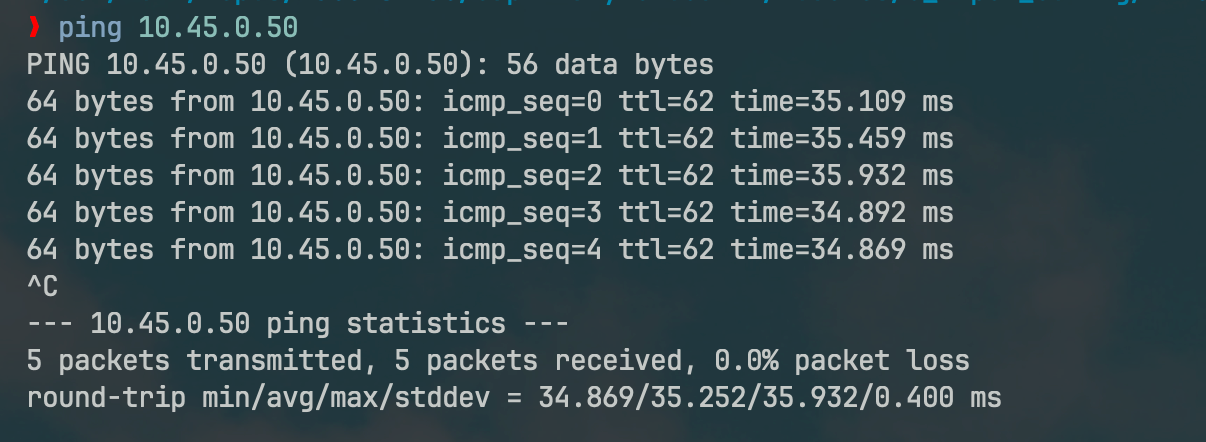 ❯ ping 10.45.0.50
PING 10.45.0.50 (10.45.0.50): 56 data bytes
64 bytes from 10.45.0.50: icmp_seq=0 ttl=62 time=35.109 ms
64 bytes from 10.45.0.50: icmp_seq=1 ttl=62 time=35.459 ms
64 bytes from 10.45.0.50: icmp_seq=2 ttl=62 time=35.932 ms
64 bytes from 10.45.0.50: icmp_seq=3 ttl=62 time=34.892 ms
64 bytes from 10.45.0.50: icmp_seq=4 ttl=62 time=34.869 ms
^C
--- 10.45.0.50 ping statistics ---
5 packets transmitted, 5 packets received, 0.0% packet loss
round-trip min/avg/max/stddev = 34.869/35.252/35.932/0.400 ms